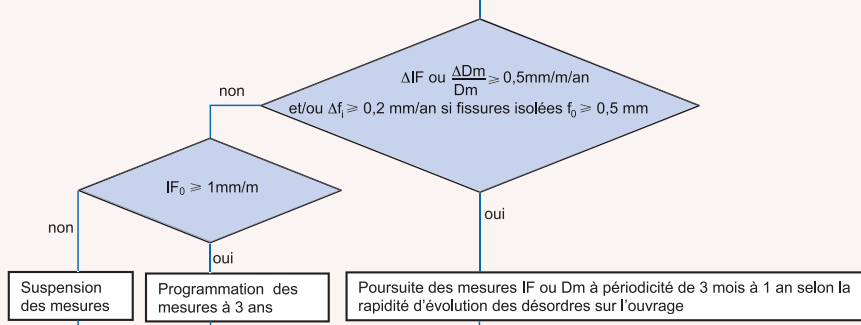 ΔIF ou ΔDm/Dm ≥ 0,5mm/m/an
et/ou Δfi ≥ 0,2 mm/an si fissures isolées f0 ≥ 0,5 mm
non
IF0 ≥ 1mm/m
oui
non
oui
Suspension
des mesures
Programmation des
mesures à 3 ans
Poursuite des mesures IF ou Dm à périodicité de 3 mois à 1 an selon la
rapidité d'évolution des désordres sur l'ouvrage